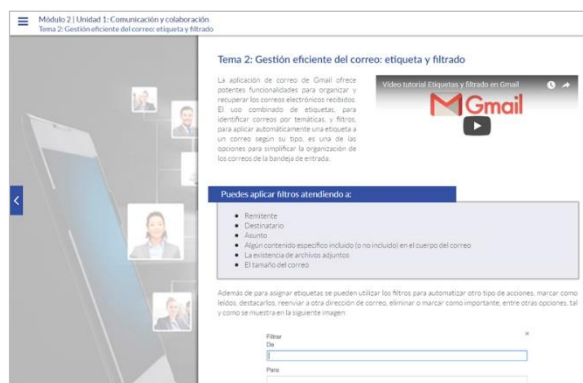 Módulo 2 | Unidad 1: Comunicación y colaboración
Tema 2: Gestión eficiente del correo: etiqueta y filtrado
Tema 2: Gestión eficiente del correo: etiqueta y filtrado
La aplicación de correo de Gmail ofrece
potentes funcionalidades para organizar y
recuperar los correos electrónicos recibidos.
El uso combinado de etiquetas, para
identificar correos por temáticas, y filtros,
para aplicar automáticamente una etiqueta a
un correo según su tipo, es una de las
opciones para simplificar la organización de
los correos de la bandeja de entrada.
Vídeo tutorial Etiquetas y filtrado en Gmail
Gmail
Puedes aplicar filtros atendiendo a:
Remitente
Destinatario
Asunto
Algún contenido específico incluido (o no incluido) en el cuerpo del correo
La existencia de archivos adjuntos
El tamaño del correo
Además de para asignar etiquetas se pueden utilizar los filtros para automatizar otro tipo de acciones, marcar como
leídos, destacarlos, reenviar a otra dirección de correo, eliminar o marcar como importante, entre otras opciones, tal
y como se muestra en la siguiente imagen:
Filtrar
De
Para